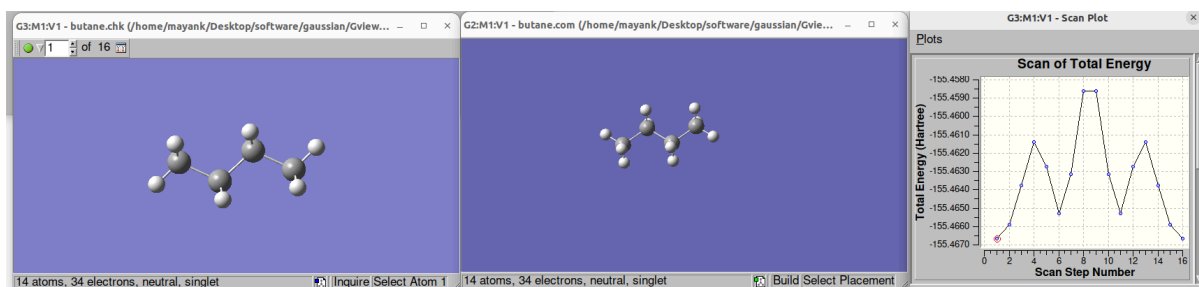 G3:M1:V1 - butane.chk (/home/mayank/Desktop/software/gaussian/Gview...
1 of 16
14 atoms, 34 electrons, neutral, singlet
Inquire Select Atom 1
G2:M1:V1 - butane.com (/home/mayank/Desktop/software/gaussian/Gview...
14 atoms, 34 electrons, neutral, singlet
Build Select Placement
G3:M1:V1 - Scan Plot
Plots
Scan of Total Energy
Total Energy (Hartree)
-155.4580
-155.4590
-155.4600
-155.4610
-155.4620
-155.4630
-155.4640
-155.4650
-155.4660
-155.4670
0 2 4 6 8 10 12 14 16
Scan Step Number